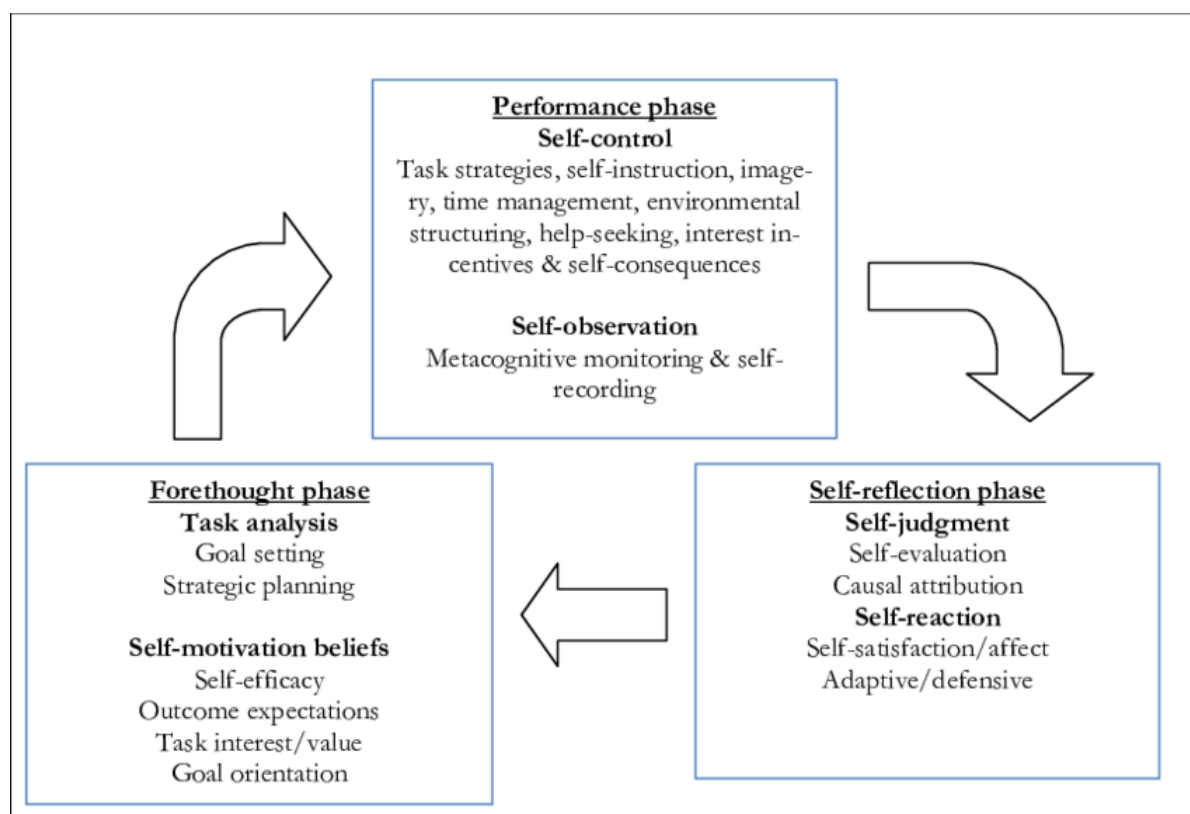 Performance phase
Self-control
Task strategies, self-instruction, image-
ry, time management, environmental
structuring, help-seeking, interest in-
centives & self-consequences
Self-observation
Metacognitive monitoring & self-
recording
Forethought phase
Task analysis
Goal setting
Strategic planning
Self-motivation beliefs
Self-efficacy
Outcome expectations
Task interest/value
Goal orientation
Self-reflection phase
Self-judgment
Self-evaluation
Causal attribution
Self-reaction
Self-satisfaction/affect
Adaptive/defensive